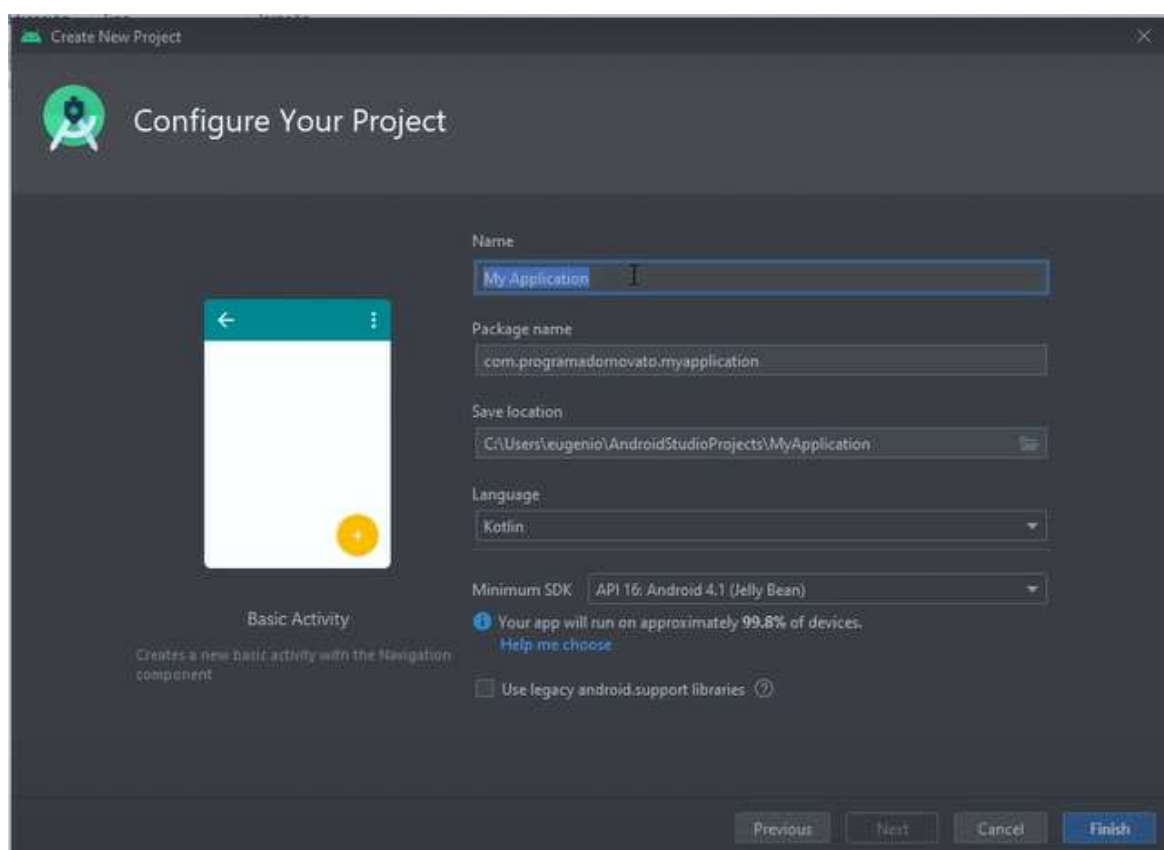 Create New Project
Configure Your Project
Name
My Application
Package name
com.programadornovato.myapplication
Save location
C:\Users\eugenio\AndroidStudioProjects\MyApplication
Language
Kotlin
Minimum SDK API 16: Android 4.1 (Jelly Bean)
Your app will run on approximately 99.8% of devices.
Help me choose
Use legacy android.support libraries
Basic Activity
Creates a new basic activity with the Navigation
component
Previous Next Cancel Finish